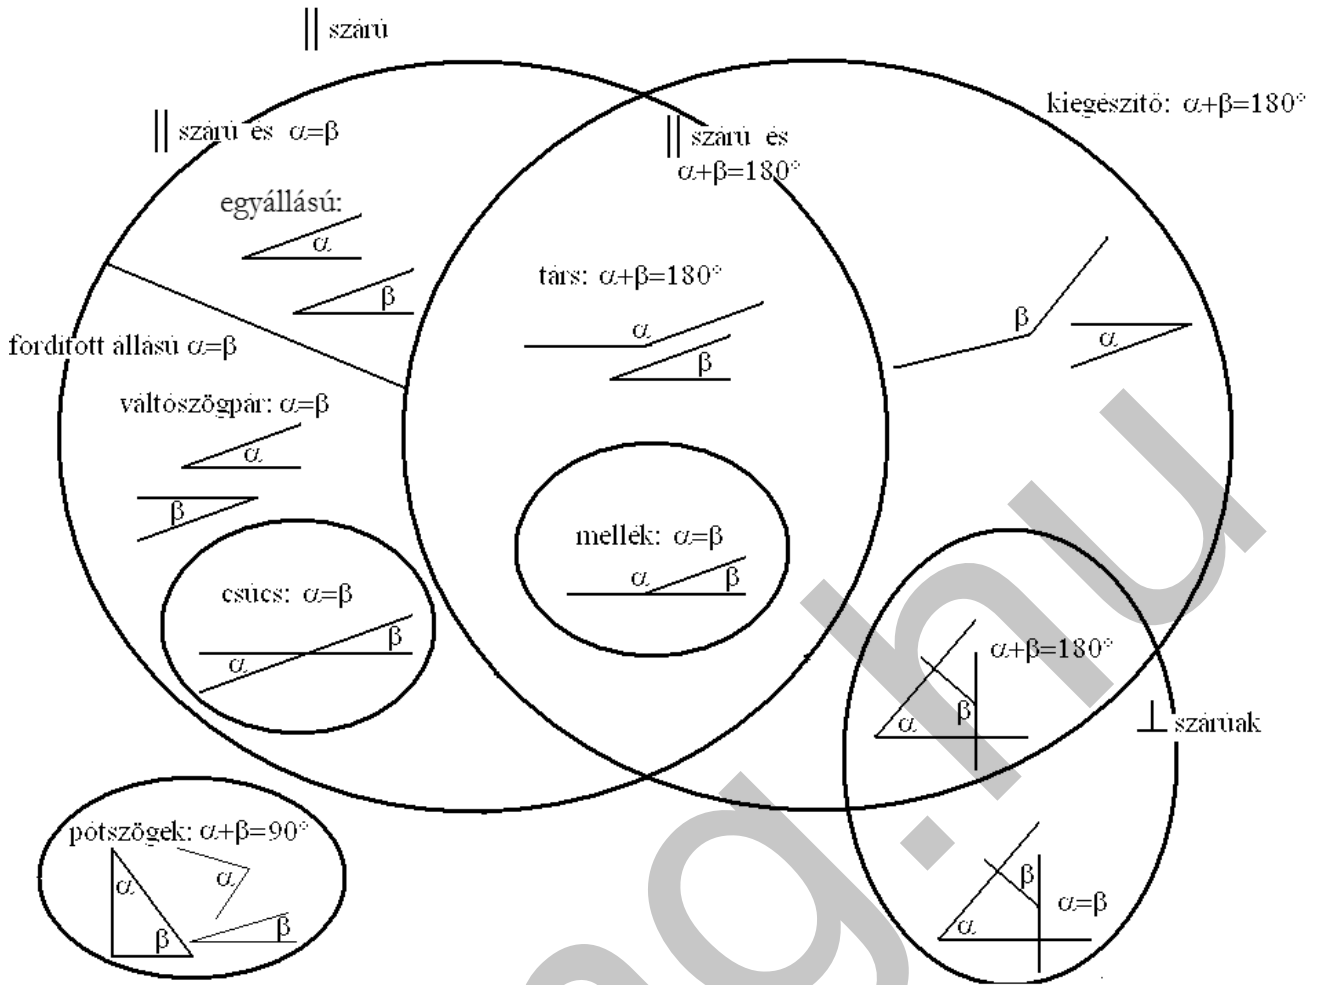 || szárú
kiegészítő: α+β=180°
|| szárú és α=β
|| szárú és
α+β=180°
egyállású:
α
β
társ: α+β=180°
α
β
β
α
fordított állású α=β
váltószögpár: α=β
α
β
mellék: α=β
α
β
csúcs: α=β
β
α
α+β=180°
β
α
⊥ szárúak
pótszögek: α+β=90°
α
α
β
β
β
α=β
α
g.hu